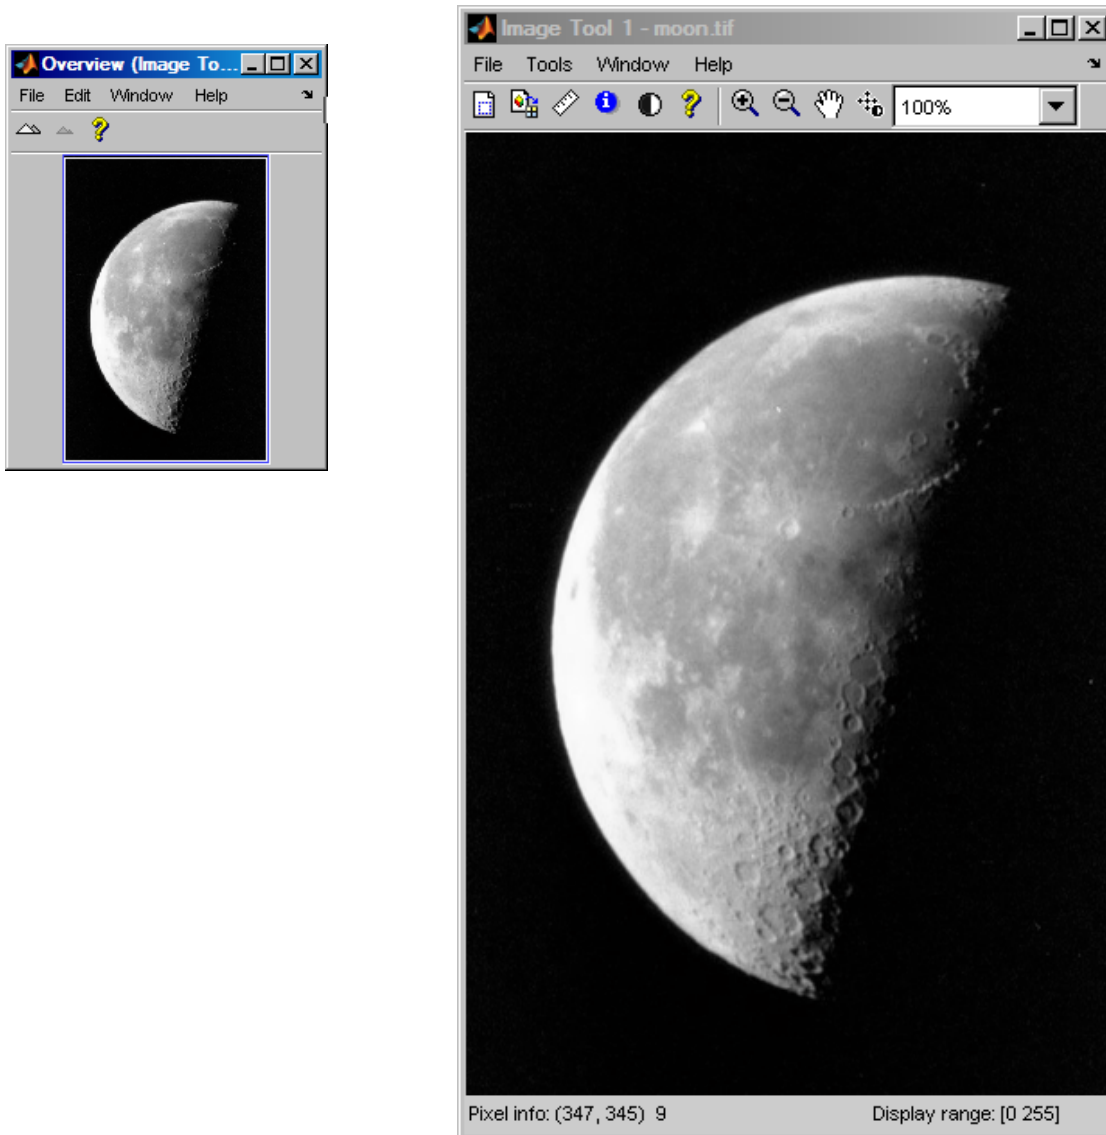 Overview (Image To...
File Edit Window Help
Image Tool 1 - moon.tif
File Tools Window Help
100%
Pixel info: (347, 345) 9
Display range: [0 255]